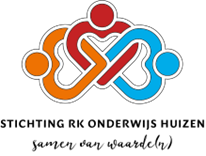 STICHTING RK ONDERWIJS HUIZEN
samen van waarde(n)